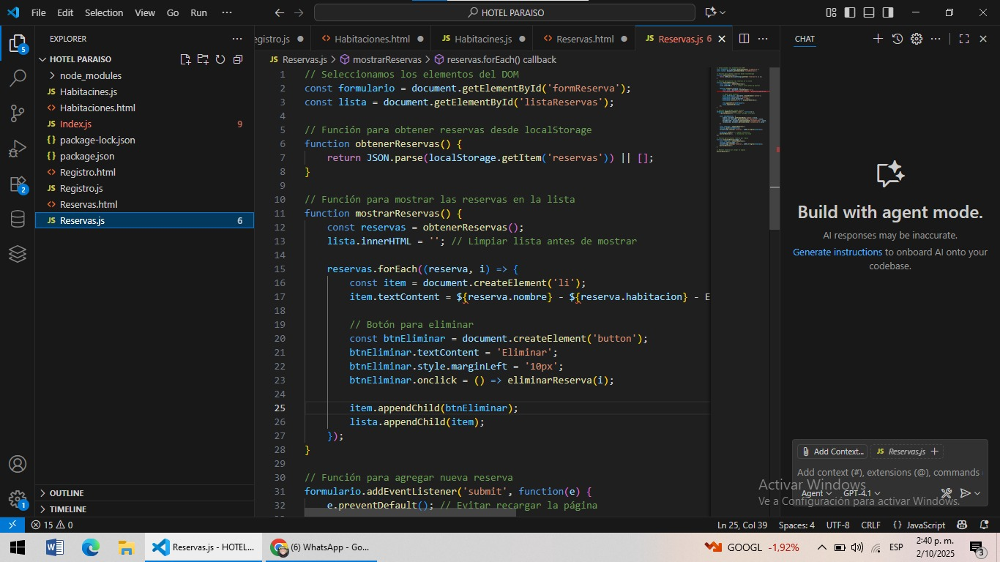 File Edit Selection View Go Run ··· HOTEL PARAISO
EXPLORER
HOTEL PARAISO
node_modules
JS Habitacines.js
Habitaciones.html
JS Index.js 9
{} package-lock.json
{} package.json
Registro.html
JS Registro.js
Reservas.html
JS Reservas.js 6
OUTLINE
TIMELINE
5
2
1
egistro.js Habitaciones.html JS Habitacines.js Reservas.html JS Reservas.js 6
JS Reservas.js > mostrarReservas > reservas.forEach() callback
1 // Seleccionamos los elementos del DOM
2 const formulario = document.getElementById('formReserva');
3 const lista = document.getElementById('listaReservas');
4
5 // Función para obtener reservas desde localStorage
6 function obtenerReservas() {
7 return JSON.parse(localStorage.getItem('reservas')) || [];
8 }
9
10 // Función para mostrar las reservas en la lista
11 function mostrarReservas() {
12 const reservas = obtenerReservas();
13 lista.innerHTML = ''; // Limpiar lista antes de mostrar
14
15 reservas.forEach((reserva, i) => {
16 const item = document.createElement('li');
17 item.textContent = ${reserva.nombre} - ${reserva.habitacion} - E
18
19 // Botón para eliminar
20 const btnEliminar = document.createElement('button');
21 btnEliminar.textContent = 'Eliminar';
22 btnEliminar.style.marginLeft = '10px';
23 btnEliminar.onclick = () => eliminarReserva(i);
24
25 item.appendChild(btnEliminar);
26 lista.appendChild(item);
27 });
28 }
29
30 // Función para agregar nueva reserva
31 formulario.addEventListener('submit', function(e) {
32 e.preventDefault(); // Evitar recargar la página
CHAT
Build with agent mode.
AI responses may be inaccurate.
Generate instructions to onboard AI onto your
codebase.
Add Context... JS Reservas.js
Add context (#), extensions (@), commands
Agent GPT-4.1
Activar Windows
Ve a Configuración para activar Windows.
15 0 Ln 25, Col 39 Spaces: 4 UTF-8 CRLF {} JavaScript
Reservas.js - HOTEL... (6) WhatsApp - Go... GOOGL -1,92% ESP 2:40 p. m.
2/10/2025 3